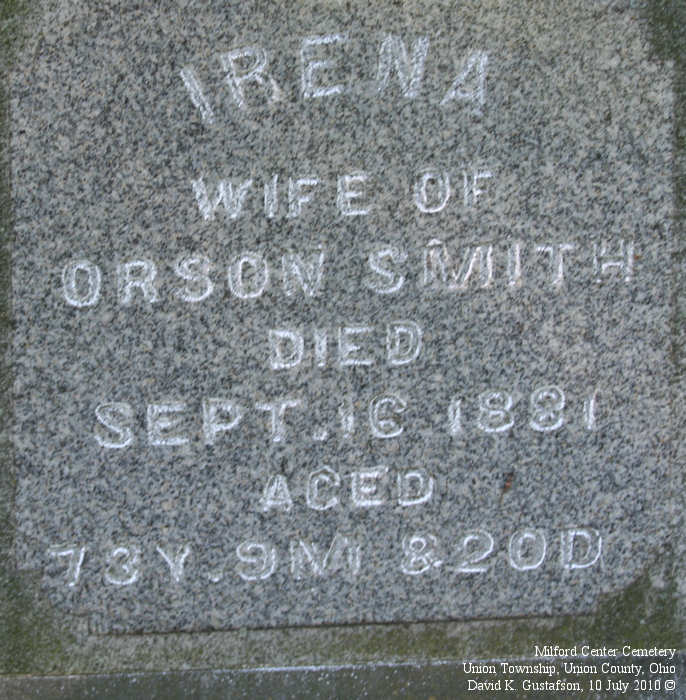 IRENA
WIFE OF
ORSON SMITH
DIED
SEPT. 16 1881
AGED
73Y. 9M & 20D
Milford Center Cemetery
Union Township, Union County, Ohio
David K. Gustafson, 10 July 2010 ©